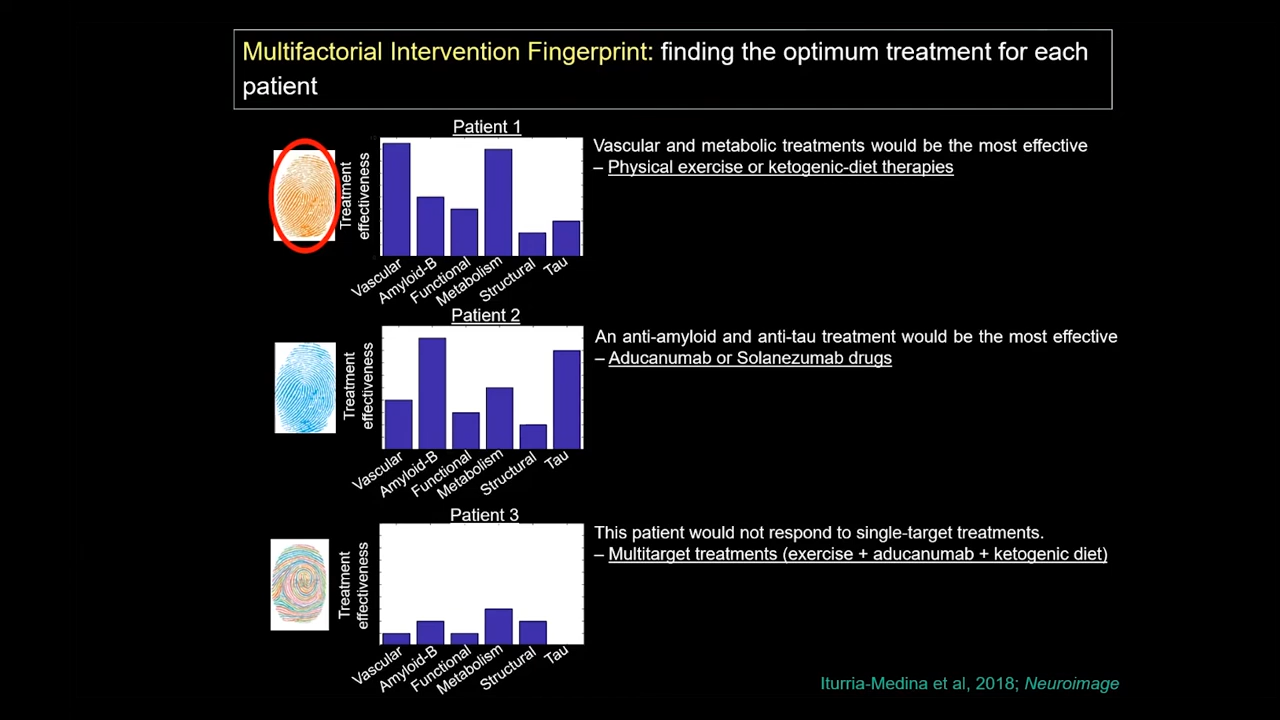 Multifactorial Intervention Fingerprint: finding the optimum treatment for each
patient
Patient 1
Treatment
effectiveness
Vascular
Amyloid-B
Functional
Metabolism
Structural
Tau
Vascular and metabolic treatments would be the most effective
– Physical exercise or ketogenic-diet therapies
Patient 2
Treatment
effectiveness
Vascular
Amyloid-B
Functional
Metabolism
Structural
Tau
An anti-amyloid and anti-tau treatment would be the most effective
– Aducanumab or Solanezumab drugs
Patient 3
Treatment
effectiveness
Vascular
Amyloid-B
Functional
Metabolism
Structural
Tau
This patient would not respond to single-target treatments.
– Multitarget treatments (exercise + aducanumab + ketogenic diet)
Iturria-Medina et al, 2018; Neuroimage